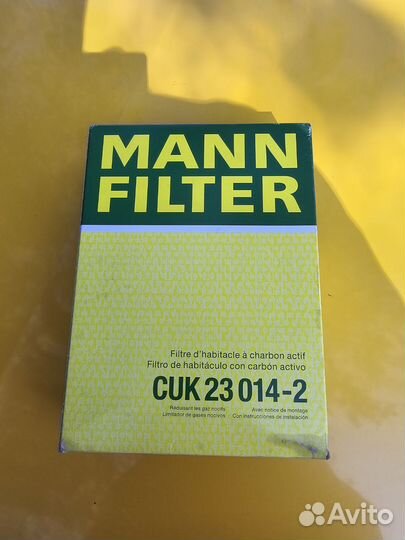 MANN
FILTER
Filtre d'habitacle à charbon actif
Filtro de habitáculo con carbón activo
CUK 23 014-2
Réduisant les gaz nocifs
Limitador de gases nocivos
Avec notice de montage
Con instrucciones de instalación
Avito